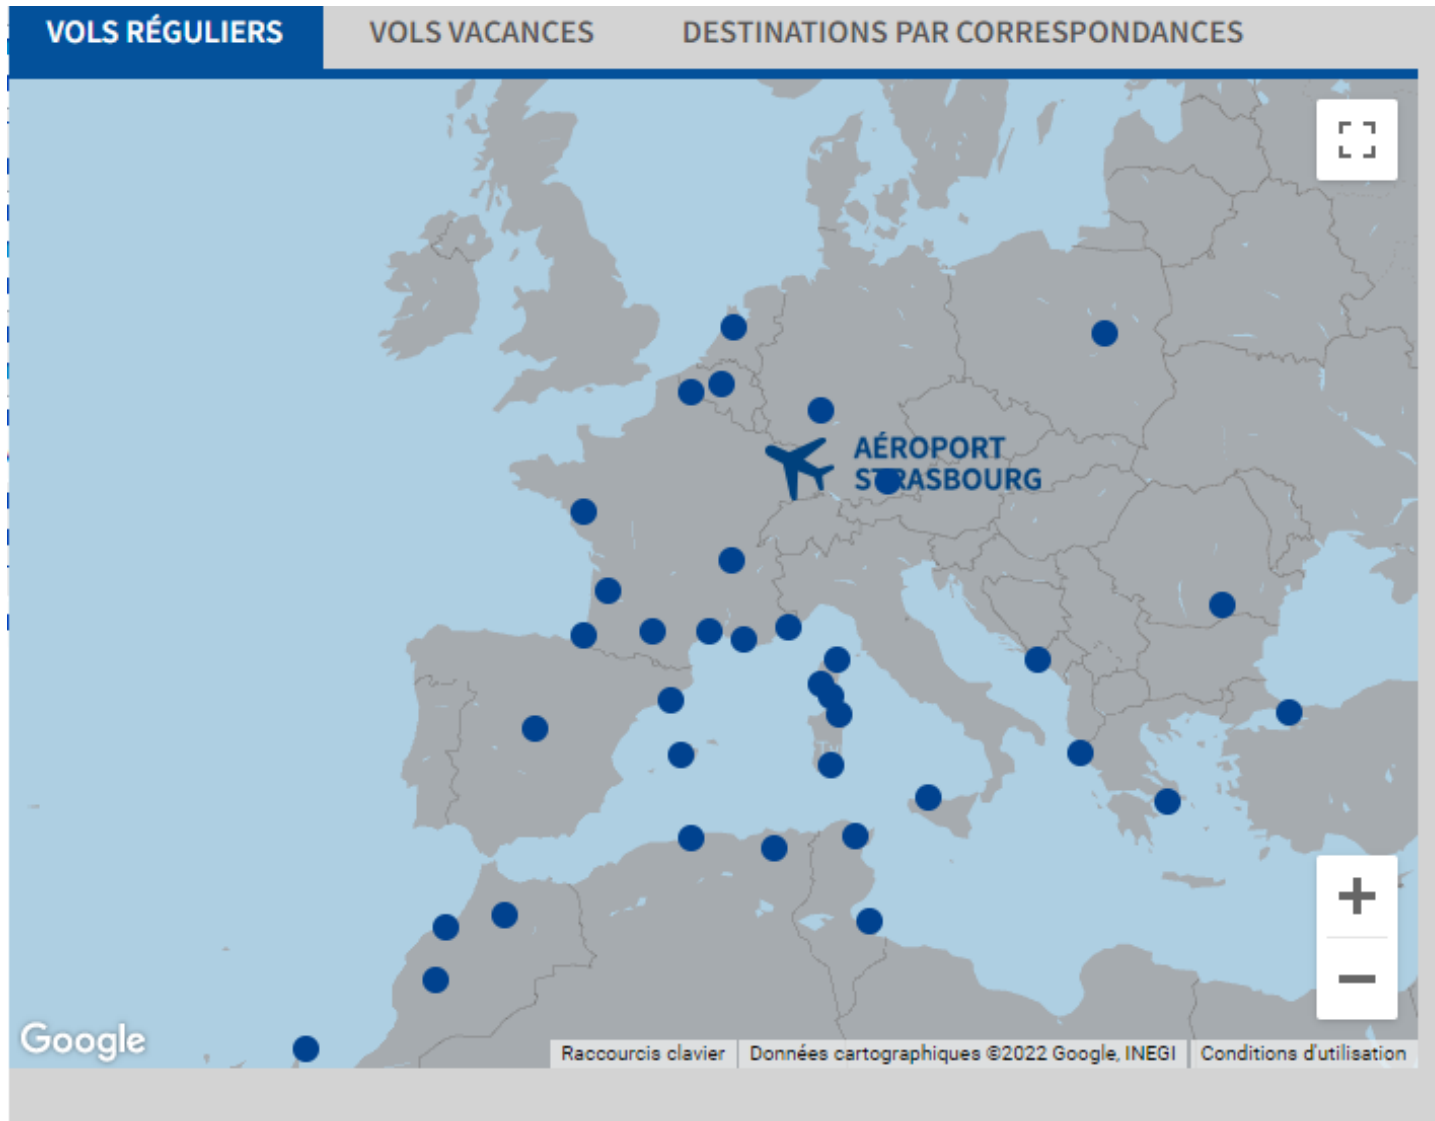 VOLS RÉGULIERS VOLS VACANCES DESTINATIONS PAR CORRESPONDANCES
AÉROPORT
STRASBOURG
Google
Raccourcis clavier Données cartographiques ©2022 Google, INEGI Conditions d'utilisation